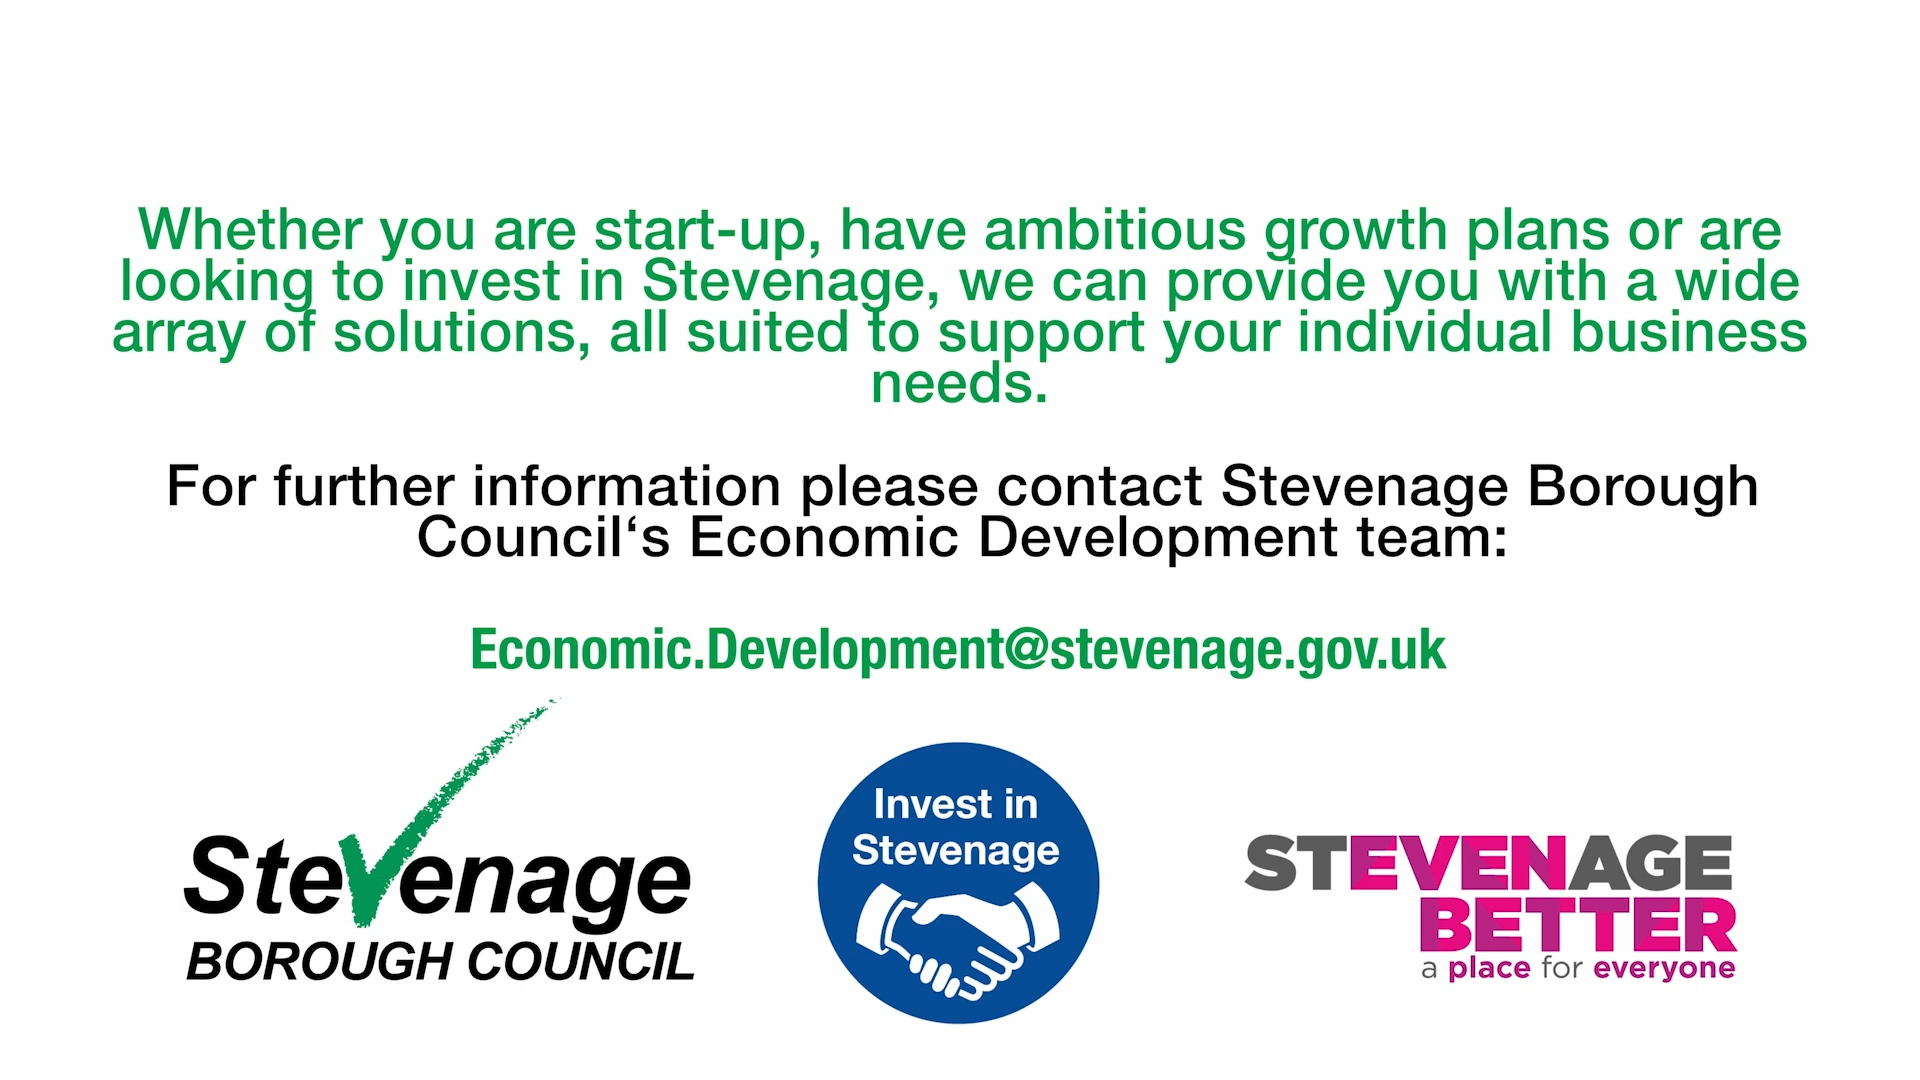 Whether you are start-up, have ambitious growth plans or are
looking to invest in Stevenage, we can provide you with a wide
array of solutions, all suited to support your individual business
needs.
For further information please contact Stevenage Borough
Council‘s Economic Development team:
Economic.Development@stevenage.gov.uk
Stevenage
BOROUGH COUNCIL
Invest in
Stevenage
STEVENAGE
BETTER
a place for everyone